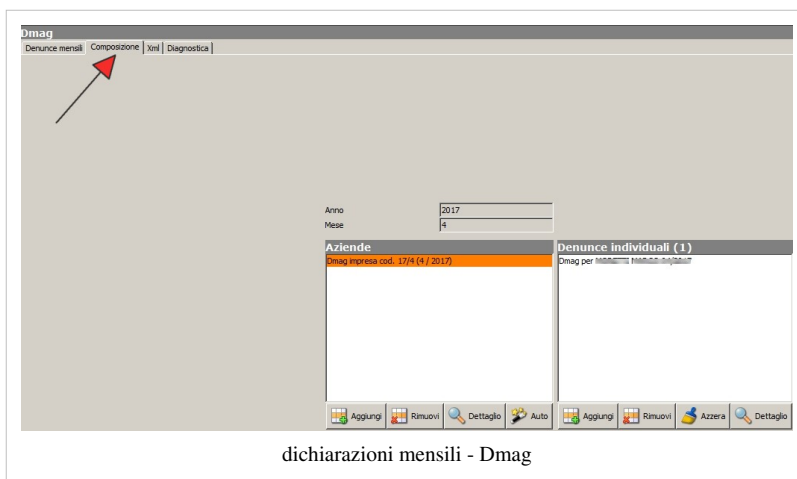 Dmag
Denunce mensili Composizione Xml Diagnostica
Anno 2017
Mese 4
Aziende
Dmag impresa cod. 17/4 (4 / 2017)
Denunce individuali (1)
Dmag per
Aggiungi Rimuovi Dettaglio Auto
Aggiungi Rimuovi Azzera Dettaglio
dichiarazioni mensili - Dmag